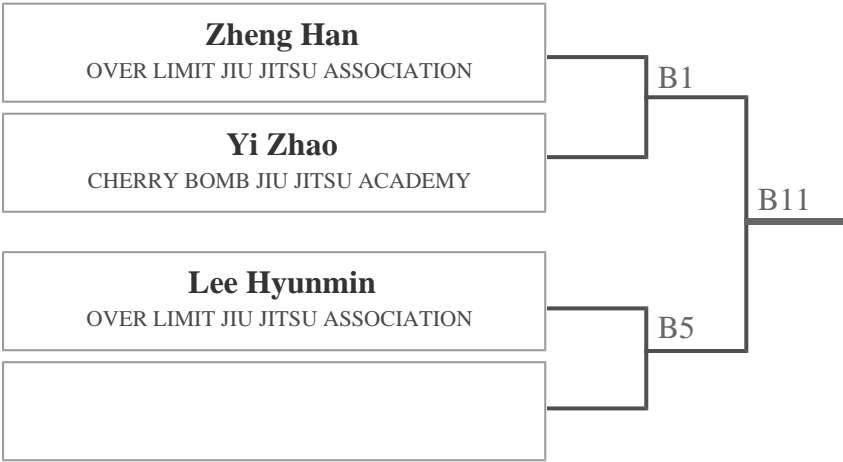 Zheng Han
OVER LIMIT JIU JITSU ASSOCIATION
B1
Yi Zhao
CHERRY BOMB JIU JITSU ACADEMY
B11
Lee Hyunmin
OVER LIMIT JIU JITSU ASSOCIATION
B5